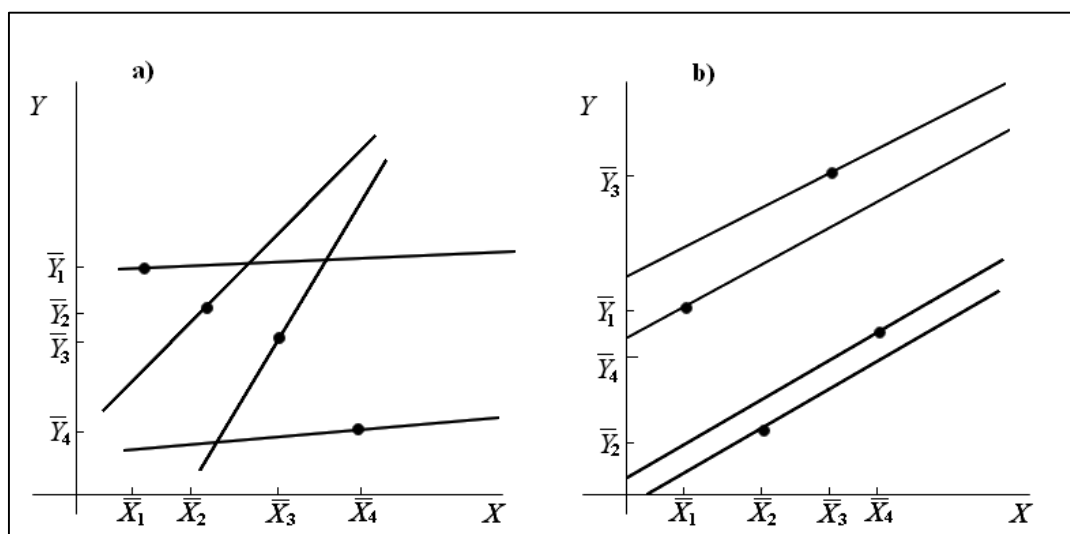 a)
Y
Y̅₁
Y̅₂
Y̅₃
Y̅₄
X̅₁ X̅₂ X̅₃ X̅₄ X
b)
Y
Y̅₃
Y̅₁
Y̅₄
Y̅₂
X̅₁ X̅₂ X̅₃ X̅₄ X